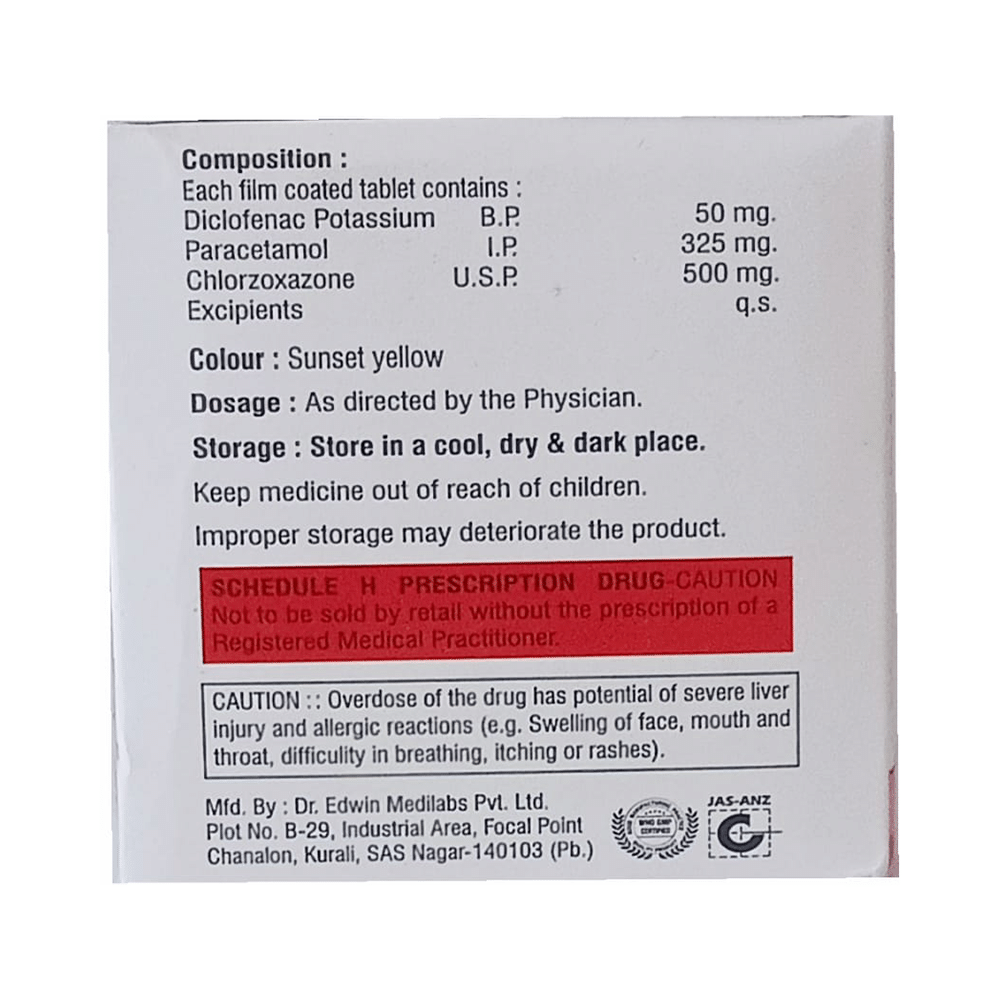 Composition :
Each film coated tablet contains :
Diclofenac Potassium B.P. 50 mg.
Paracetamol I.P. 325 mg.
Chlorzoxazone U.S.P. 500 mg.
Excipients q.s.
Colour : Sunset yellow
Dosage : As directed by the Physician.
Storage : Store in a cool, dry & dark place.
Keep medicine out of reach of children.
Improper storage may deteriorate the product.
SCHEDULE H PRESCRIPTION DRUG-CAUTION
Not to be sold by retail without the prescription of a
Registered Medical Practitioner.
CAUTION :: Overdose of the drug has potential of severe liver
injury and allergic reactions (e.g. Swelling of face, mouth and
throat, difficulity in breathing, itching or rashes).
Mfd. By : Dr. Edwin Medilabs Pvt. Ltd.
Plot No. B-29, Industrial Area, Focal Point
Chanalon, Kurali, SAS Nagar-140103 (Pb.)
WHO GMP
CERTIFIED
JAS-ANZ